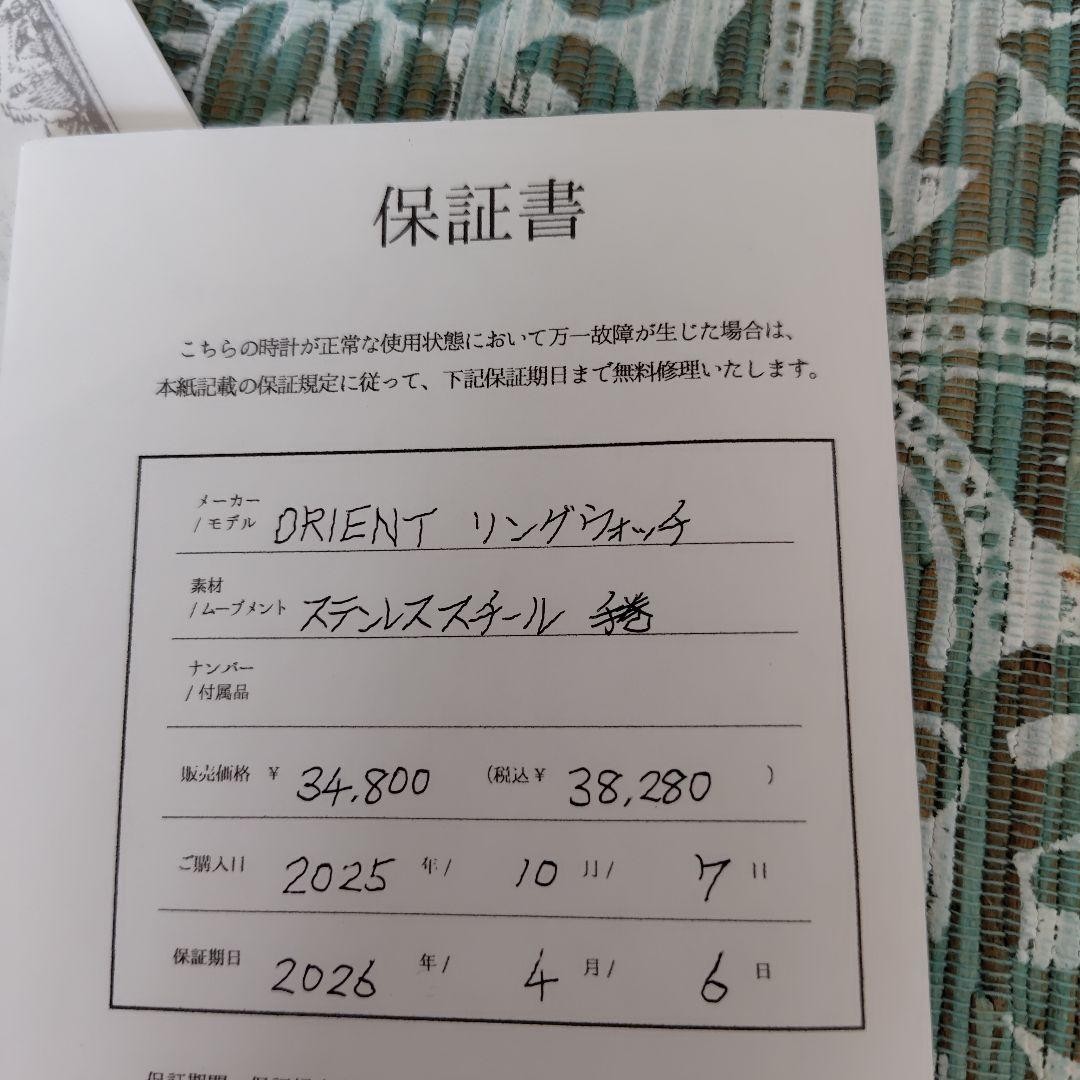 保証書
こちらの時計が正常な使用状態において万一故障が生じた場合は、
本紙記載の保証規定に従って、下記保証期日まで無料修理いたします。
メーカー
/ モデル ORIENT リングウォッチ
素材
/ムーブメント ステンレススチール 手巻
ナンバー
/ 付属品
販売価格 ¥ 34,800 (税込¥ 38,280 )
ご購入日 2025 年 / 10 月 / 7 日
保証期日 2026 年 / 4 月 / 6 日